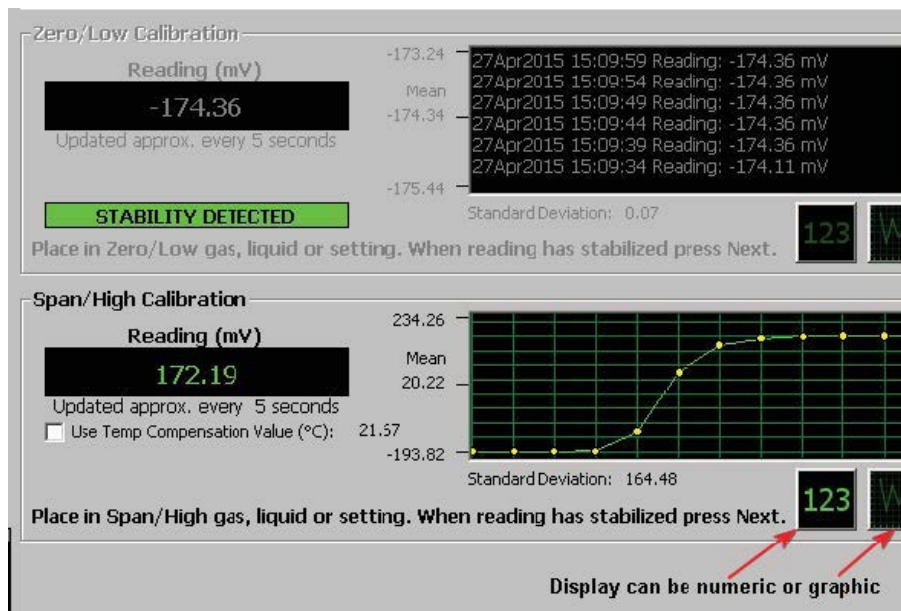 Zero/Low Calibration
Reading (mV)
-174.36
Updated approx. every 5 seconds
STABILITY DETECTED
-173.24
Mean
-174.34
-175.44
27Apr2015 15:09:59 Reading: -174.36 mV
27Apr2015 15:09:54 Reading: -174.36 mV
27Apr2015 15:09:49 Reading: -174.36 mV
27Apr2015 15:09:44 Reading: -174.36 mV
27Apr2015 15:09:39 Reading: -174.36 mV
27Apr2015 15:09:34 Reading: -174.11 mV
Standard Deviation: 0.07
123
Place in Zero/Low gas, liquid or setting. When reading has stabilized press Next.
Span/High Calibration
Reading (mV)
172.19
Updated approx. every 5 seconds
Use Temp Compensation Value (°C): 21.57
234.26
Mean
20.22
-193.82
Standard Deviation: 164.48
123
Place in Span/High gas, liquid or setting. When reading has stabilized press Next.
Display can be numeric or graphic